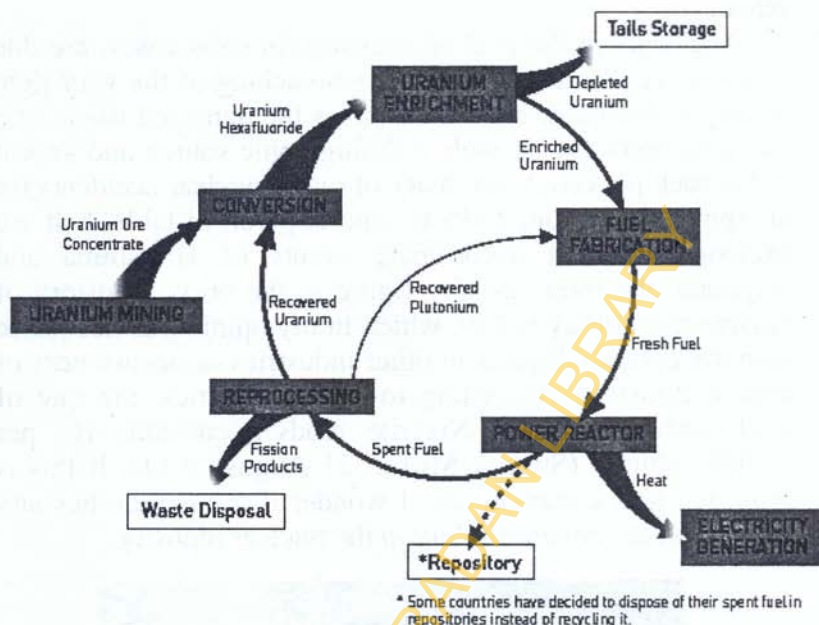 Tails Storage
URANIUM
ENRICHMENT
Depleted
Uranium
Uranium
Hexafluoride
Enriched
Uranium
CONVERSION
Uranium Ore
Concentrate
FUEL
FABRICATION
Recovered
Uranium
Recovered
Plutonium
URANIUM MINING
Fresh Fuel
REPROCESSING
POWER REACTOR
Fission
Products
Spent Fuel
Heat
Waste Disposal
ELECTRICITY
GENERATION
*Repository
* Some countries have decided to dispose of their spent fuel in
repositories instead of recycling it.
BADAN LIBRARY